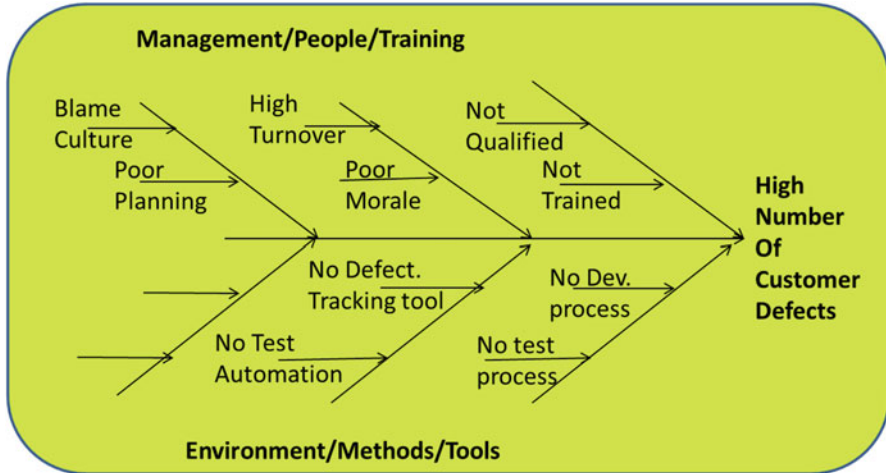 Management/People/Training
Blame
Culture
Poor
Planning
High
Turnover
Poor
Morale
Not
Qualified
Not
Trained
High
Number
Of
Customer
Defects
No Defect.
Tracking tool
No Test
Automation
No Dev.
process
No test
process
Environment/Methods/Tools